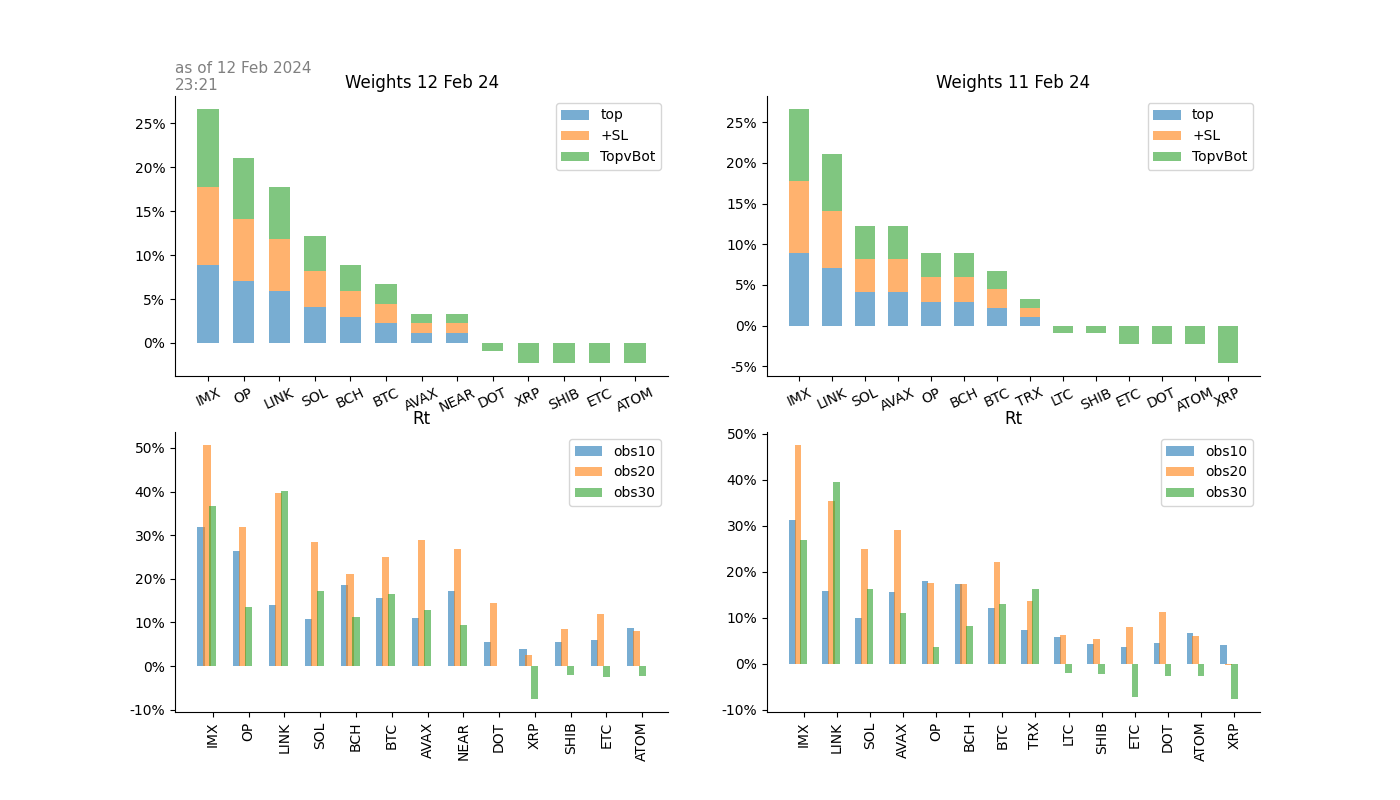 as of 12 Feb 2024
23:21
Weights 12 Feb 24
25%
20%
15%
10%
5%
0%
top
+SL
TopvBot
IMX OP LINK SOL BCH BTC AVAX NEAR DOT XRP SHIB ETC ATOM
Weights 11 Feb 24
25%
20%
15%
10%
5%
0%
-5%
top
+SL
TopvBot
IMX LINK SOL AVAX OP BCH BTC TRX LTC SHIB ETC DOT ATOM XRP
Rt
50%
40%
30%
20%
10%
0%
-10%
obs10
obs20
obs30
IMX OP LINK SOL BCH BTC AVAX NEAR DOT XRP SHIB ETC ATOM
Rt
50%
40%
30%
20%
10%
0%
-10%
obs10
obs20
obs30
IMX LINK SOL AVAX OP BCH BTC TRX LTC SHIB ETC DOT ATOM XRP